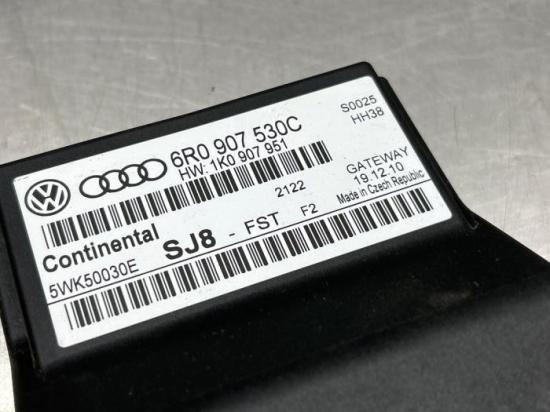 6R0 907 530C
HW: 1K0 907 951
S0025
HH38
2122
GATEWAY
19.12.10
Made in Czech Republic
Continental
SJ8 - FST F2
5WK50030E